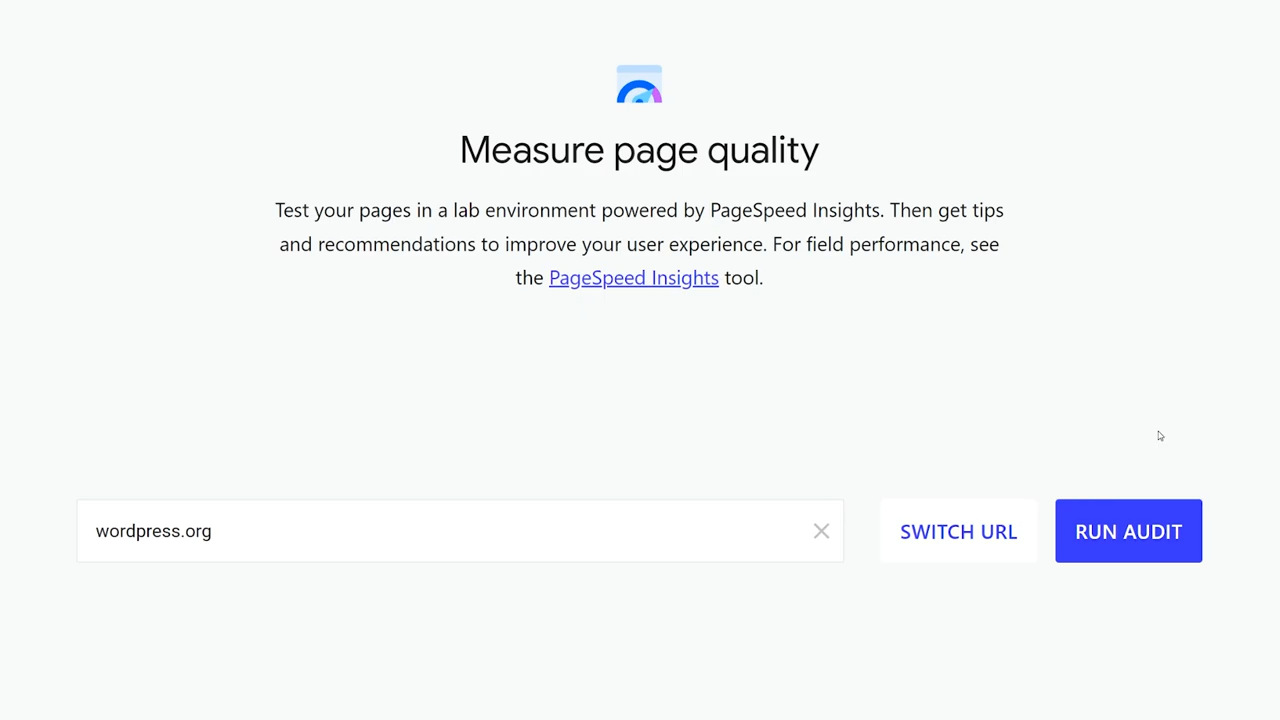 Measure page quality
Test your pages in a lab environment powered by PageSpeed Insights. Then get tips
and recommendations to improve your user experience. For field performance, see
the PageSpeed Insights tool.
wordpress.org
SWITCH URL
RUN AUDIT